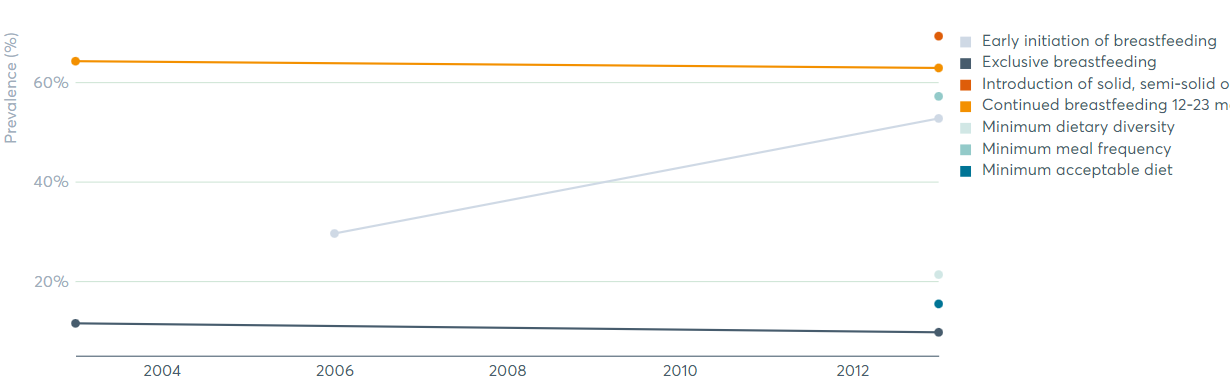 Prevalence (%)
60%
40%
20%
2004
2006
2008
2010
2012
Early initiation of breastfeeding
Exclusive breastfeeding
Introduction of solid, semi-solid
Continued breastfeeding 12-23
Minimum dietary diversity
Minimum meal frequency
Minimum acceptable diet